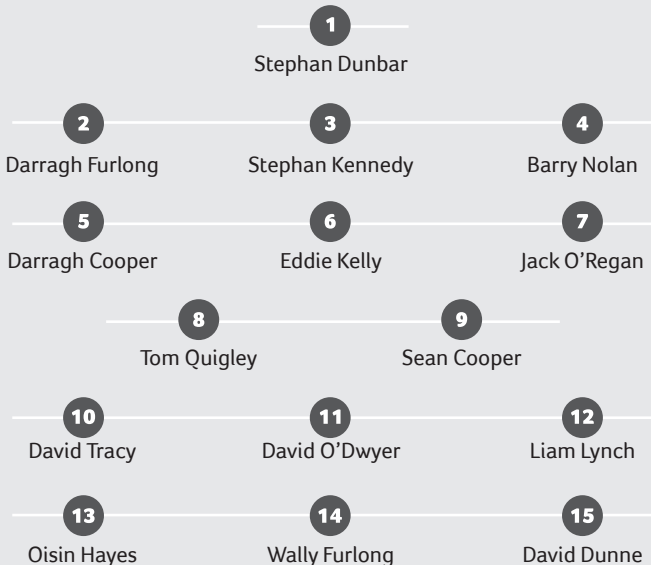 1
Stephan Dunbar
2 3 4
Darragh Furlong Stephan Kennedy Barry Nolan
5 6 7
Darragh Cooper Eddie Kelly Jack O'Regan
8 9
Tom Quigley Sean Cooper
10 11 12
David Tracy David O'Dwyer Liam Lynch
13 14 15
Oisin Hayes Wally Furlong David Dunne